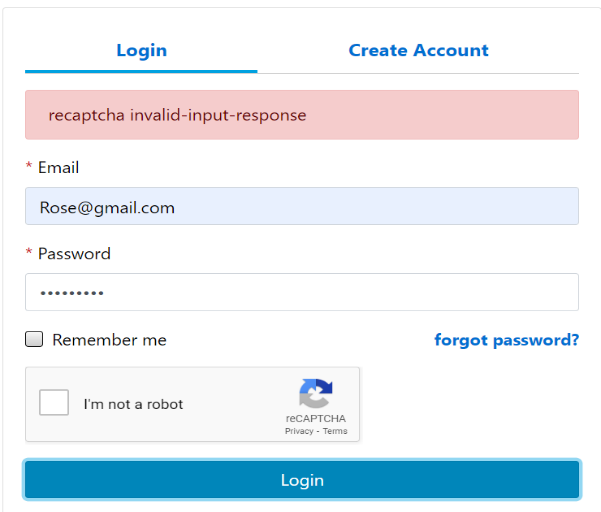 Login Create Account
recaptcha invalid-input-response
* Email
Rose@gmail.com
* Password
•••••••••
Remember me forgot password?
I'm not a robot
reCAPTCHA
Privacy - Terms
Login